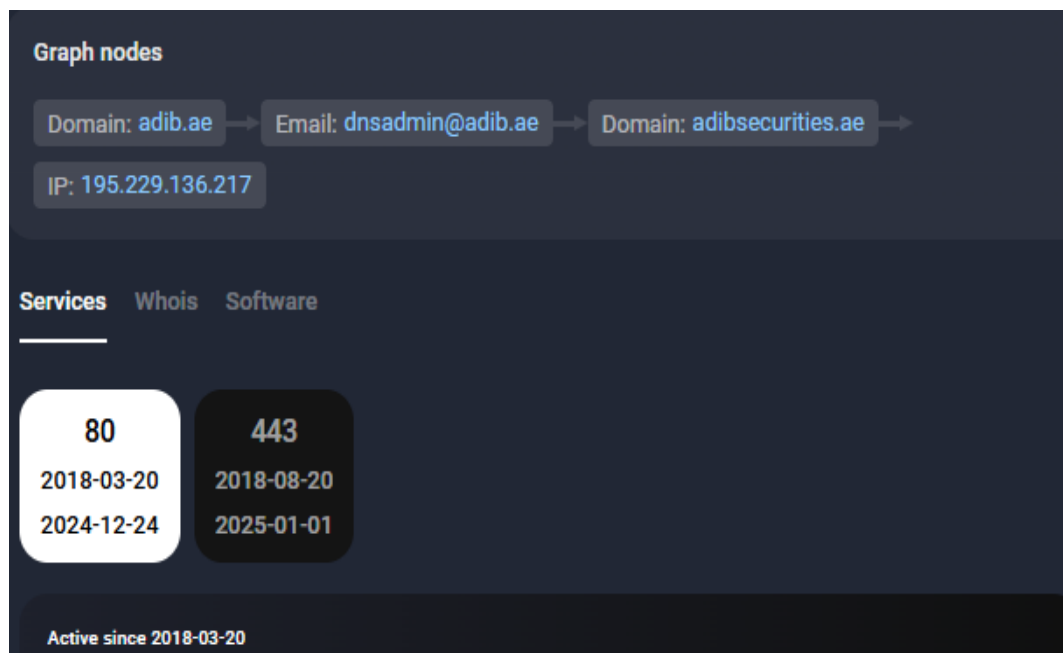 Graph nodes
Domain: adib.ae Email: dnsadmin@adib.ae Domain: adibsecurities.ae
IP: 195.229.136.217
Services Whois Software
80 443
2018-03-20 2018-08-20
2024-12-24 2025-01-01
Active since 2018-03-20